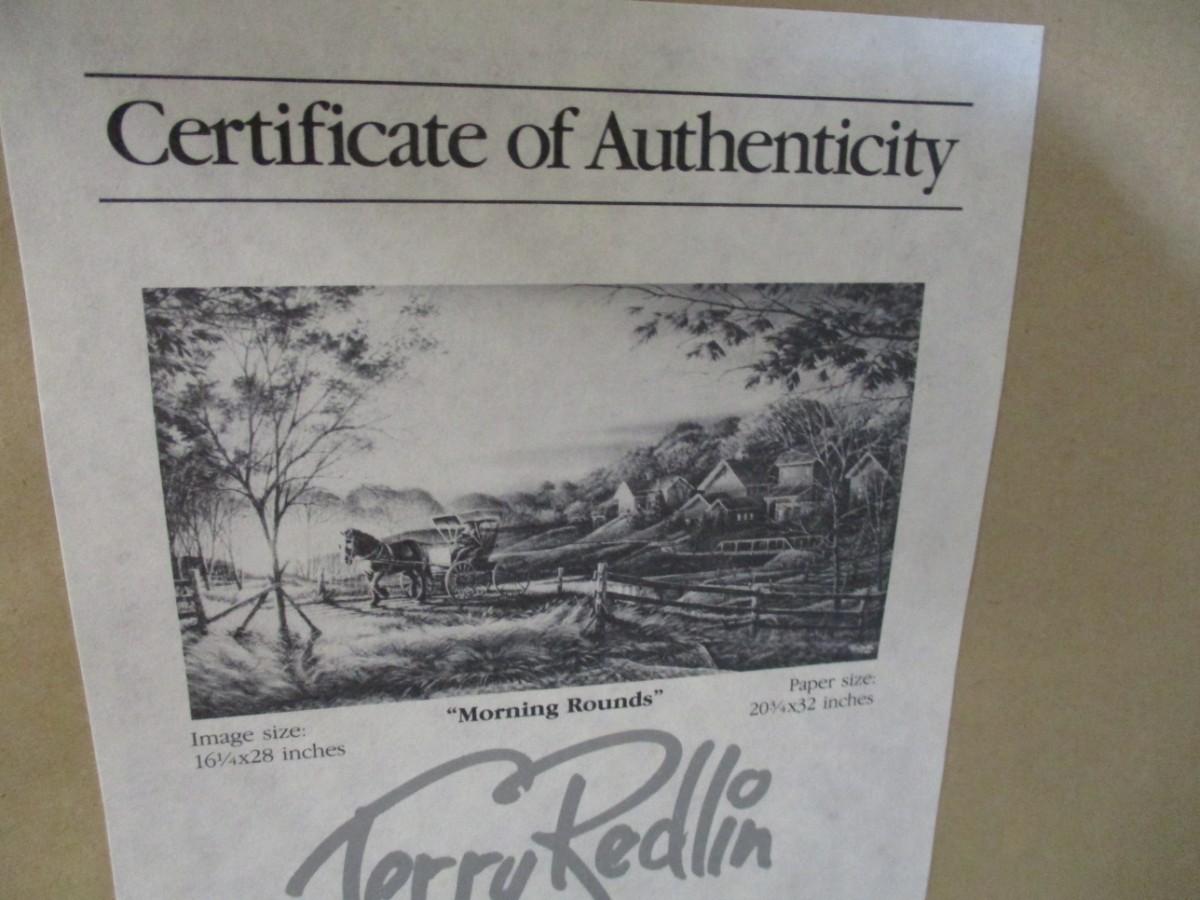 Certificate of Authenticity
"Morning Rounds"
Image size:
16¼x28 inches
Paper size:
20¾x32 inches
Terry Redlin